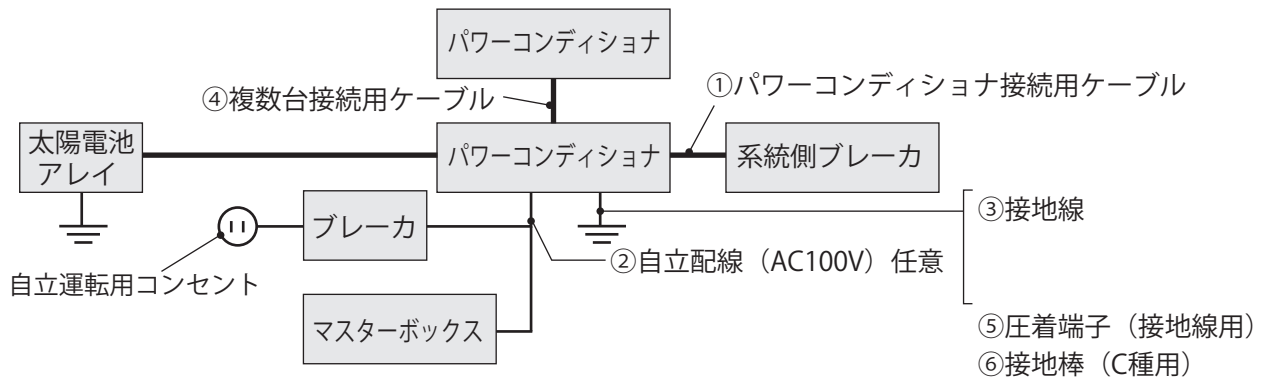 パワーコンディショナ
④複数台接続用ケーブル
①パワーコンディショナ接続用ケーブル
太陽電池
アレイ
パワーコンディショナ
系統側ブレーカ
ブレーカ
③接地線
②自立配線（AC100V）任意
自立運転用コンセント
マスターボックス
⑤圧着端子（接地線用）
⑥接地棒（C種用）